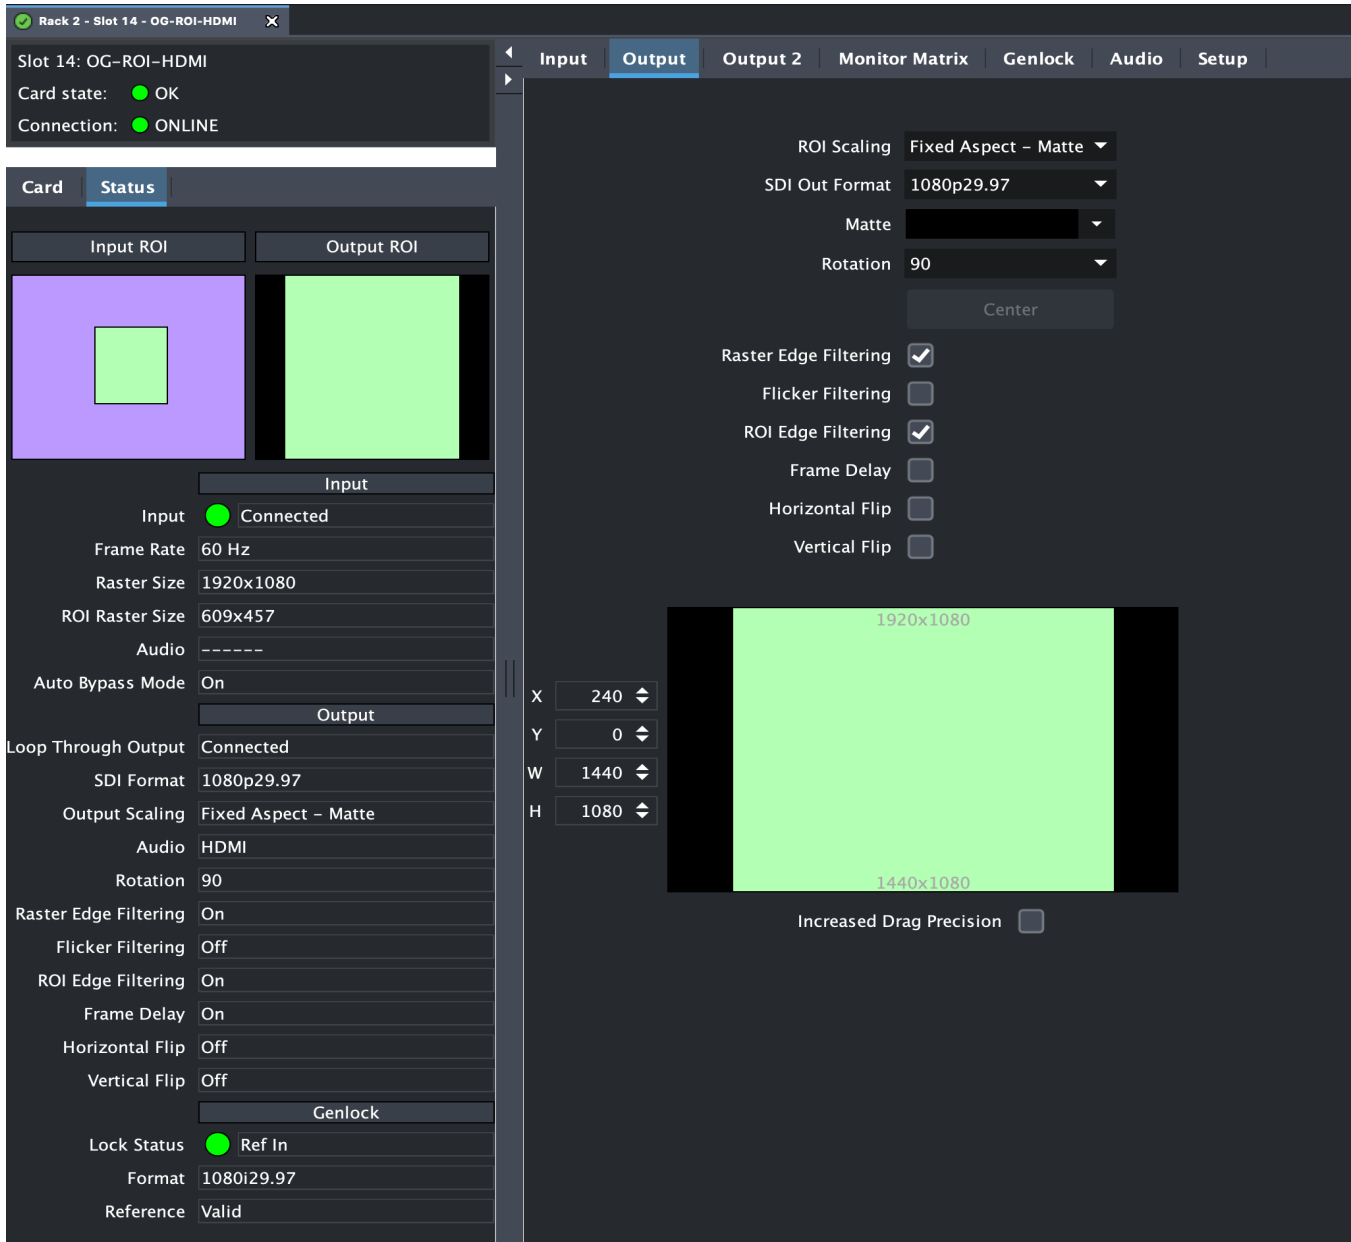 Rack 2 - Slot 14 - OG-ROI-HDMI
Slot 14: OG-ROI-HDMI
Card state: OK
Connection: ONLINE
Card Status
Input ROI Output ROI
Input
Input Connected
Frame Rate 60 Hz
Raster Size 1920x1080
ROI Raster Size 609x457
Audio ------
Auto Bypass Mode On
Output
Loop Through Output Connected
SDI Format 1080p29.97
Output Scaling Fixed Aspect - Matte
Audio HDMI
Rotation 90
Raster Edge Filtering On
Flicker Filtering Off
ROI Edge Filtering On
Frame Delay On
Horizontal Flip Off
Vertical Flip Off
Genlock
Lock Status Ref In
Format 1080i29.97
Reference Valid
Input Output Output 2 Monitor Matrix Genlock Audio Setup
ROI Scaling Fixed Aspect - Matte
SDI Out Format 1080p29.97
Matte
Rotation 90
Center
Raster Edge Filtering
Flicker Filtering
ROI Edge Filtering
Frame Delay
Horizontal Flip
Vertical Flip
1920x1080
X 240
Y 0
W 1440
H 1080
1440x1080
Increased Drag Precision